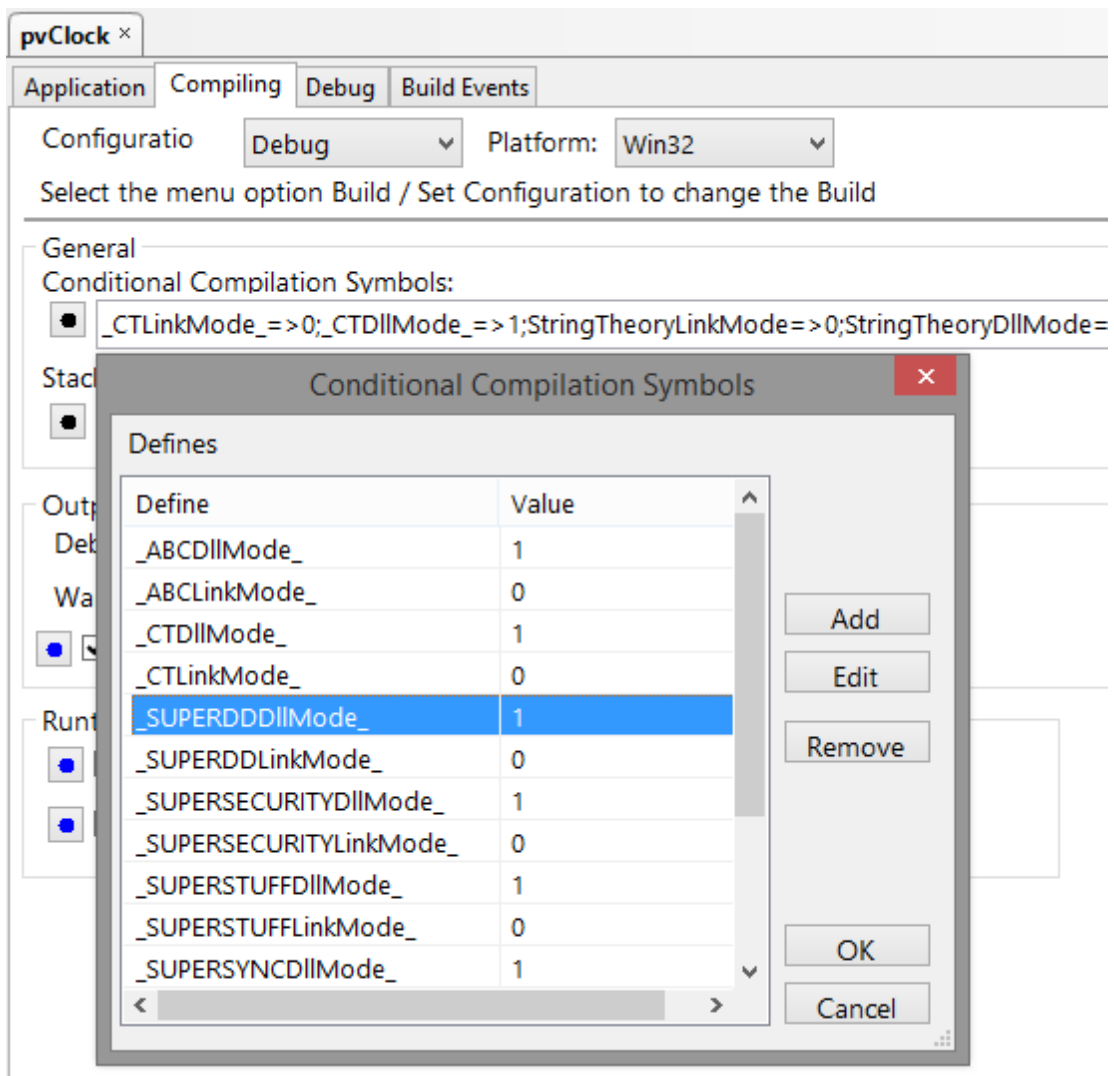 pvClock ×
Application Compiling Debug Build Events
Configuratio Debug Platform: Win32
Select the menu option Build / Set Configuration to change the Build
General
Conditional Compilation Symbols:
_CTLinkMode_=>0;_CTDllMode_=>1;StringTheoryLinkMode=>0;StringTheoryDllMode=
Stac
Conditional Compilation Symbols
Defines
Define Value
_ABCDllMode_ 1
_ABCLinkMode_ 0
_CTDllMode_ 1
_CTLinkMode_ 0
_SUPERDDDllMode_ 1
_SUPERDDLinkMode_ 0
_SUPERSECURITYDllMode_ 1
_SUPERSECURITYLinkMode_ 0
_SUPERSTUFFDllMode_ 1
_SUPERSTUFFLinkMode_ 0
_SUPERSYNCDllMode_ 1
Add
Edit
Remove
OK
Cancel
Outp
Deb
Wa
Runt